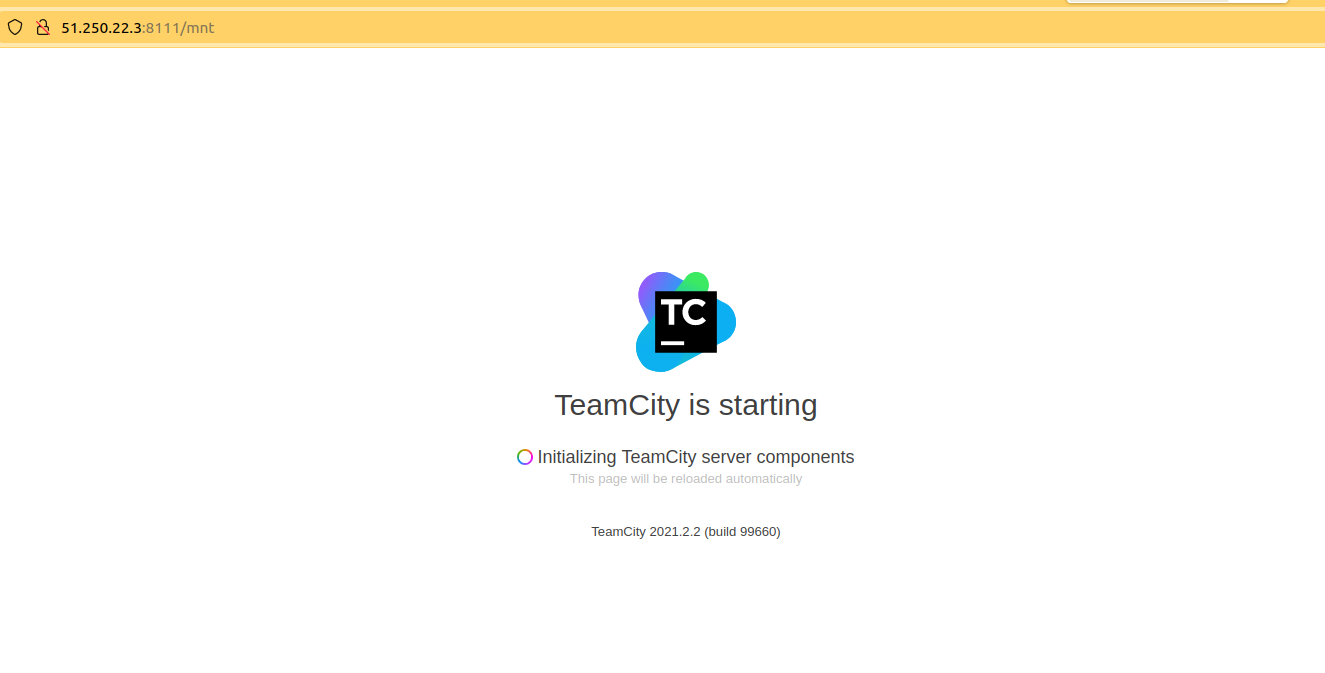 51.250.22.3:8111/mnt
TC
TeamCity is starting
Initializing TeamCity server components
This page will be reloaded automatically
TeamCity 2021.2.2 (build 99660)